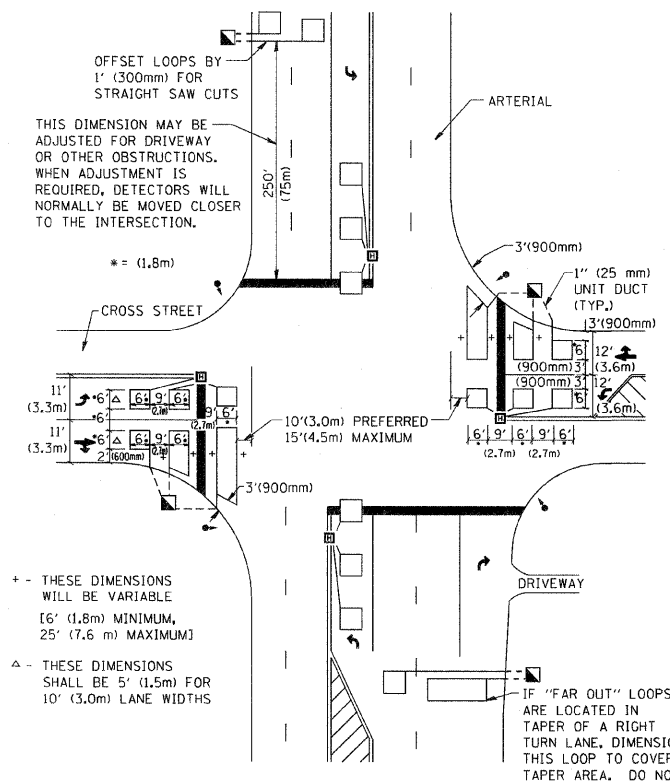 OFFSET LOOPS BY
1' (300mm) FOR
STRAIGHT SAW CUTS
THIS DIMENSION MAY BE
ADJUSTED FOR DRIVEWAY
OR OTHER OBSTRUCTIONS.
WHEN ADJUSTMENT IS
REQUIRED, DETECTORS WILL
NORMALLY BE MOVED CLOSER
TO THE INTERSECTION.
* = (1.8m)
250'
(75m)
ARTERIAL
CROSS STREET
3'(900mm)
1" (25 mm)
UNIT DUCT
(TYP.)
3'(900mm)
*6'
12'
(3.6m)
(900mm) 3'
(900mm) 3'
12'
*6'
(3.6m)
6' 9' 6' 9' 6'
(2.7m) (2.7m)
10'(3.0m) PREFERRED
15'(4.5m) MAXIMUM
11'
(3.3m)
*6'
6' 9' 6'
(2.7m)
9' 6'
(2.7m)
*6'
11'
(3.3m)
*6'
6' 9' 6'
(2.7m)
2' (600mm)
3'(900mm)
H
H
H
H
+ - THESE DIMENSIONS
WILL BE VARIABLE
[6' (1.8m) MINIMUM,
25' (7.6 m) MAXIMUM]
△ - THESE DIMENSIONS
SHALL BE 5' (1.5m) FOR
10' (3.0m) LANE WIDTHS
DRIVEWAY
IF "FAR OUT" LOOPS
ARE LOCATED IN
TAPER OF A RIGHT
TURN LANE, DIMENSIO
THIS LOOP TO COVER
TAPER AREA. DO NO